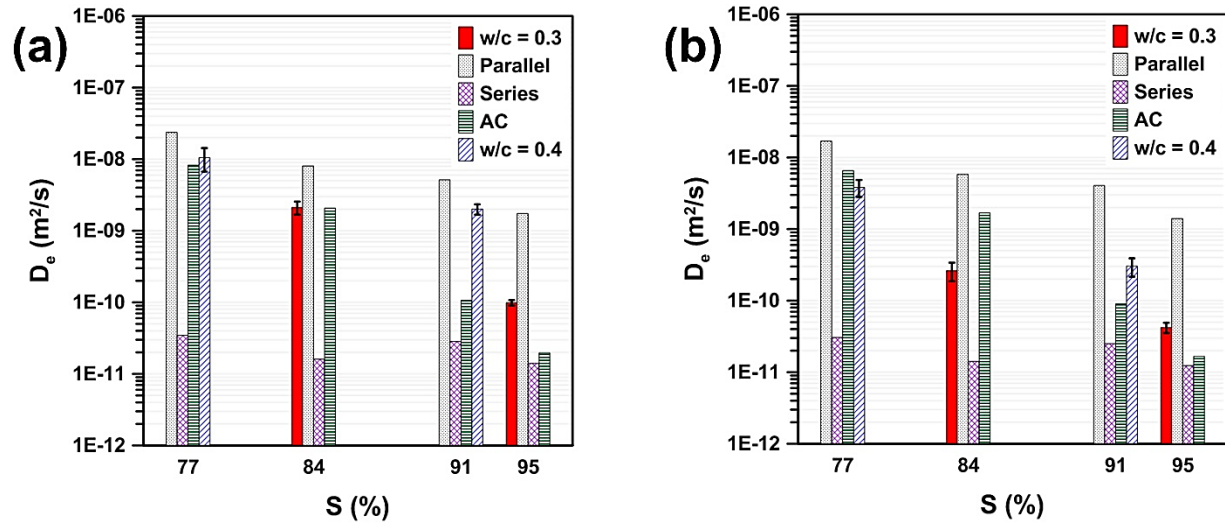 (a)
1E-06
1E-07
1E-08
1E-09
1E-10
1E-11
1E-12
Dₑ (m²/s)
77 84 91 95
S (%)
w/c = 0.3
Parallel
Series
AC
w/c = 0.4
(b)
1E-06
1E-07
1E-08
1E-09
1E-10
1E-11
1E-12
Dₑ (m²/s)
77 84 91 95
S (%)
w/c = 0.3
Parallel
Series
AC
w/c = 0.4